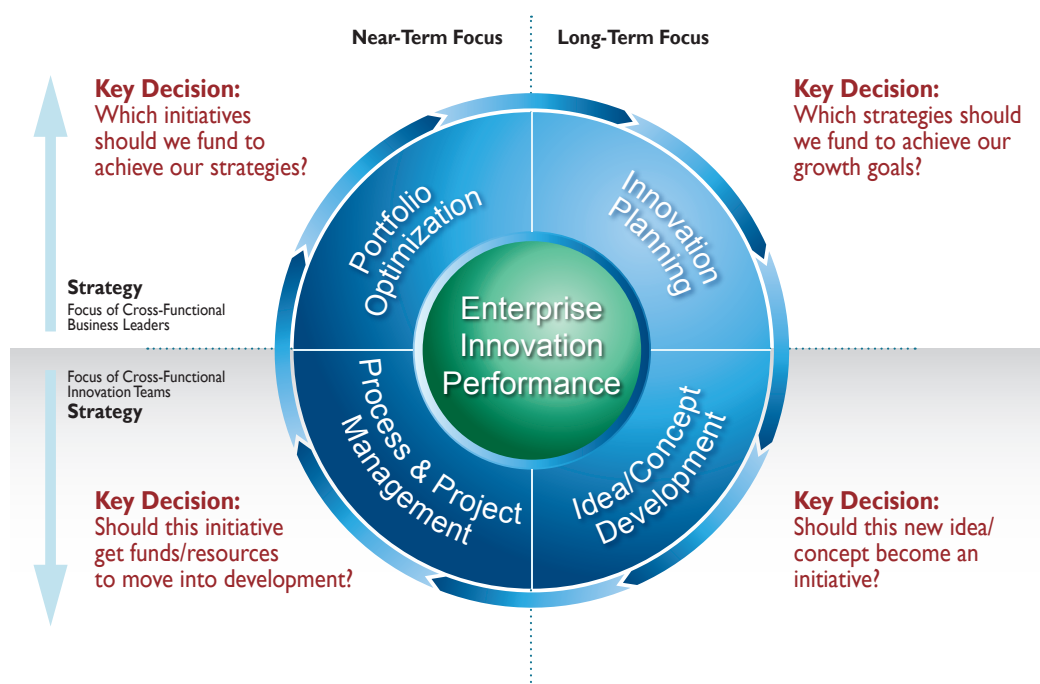 Near-Term Focus
Long-Term Focus
Key Decision:
Which initiatives
should we fund to
achieve our strategies?
Key Decision:
Which strategies should
we fund to achieve our
growth goals?
Portfolio
Optimization
Innovation
Planning
Strategy
Focus of Cross-Functional
Business Leaders
Enterprise
Innovation
Performance
Focus of Cross-Functional
Innovation Teams
Strategy
Process & Project
Management
Idea/Concept
Development
Key Decision:
Should this initiative
get funds/resources
to move into development?
Key Decision:
Should this new idea/
concept become an
initiative?